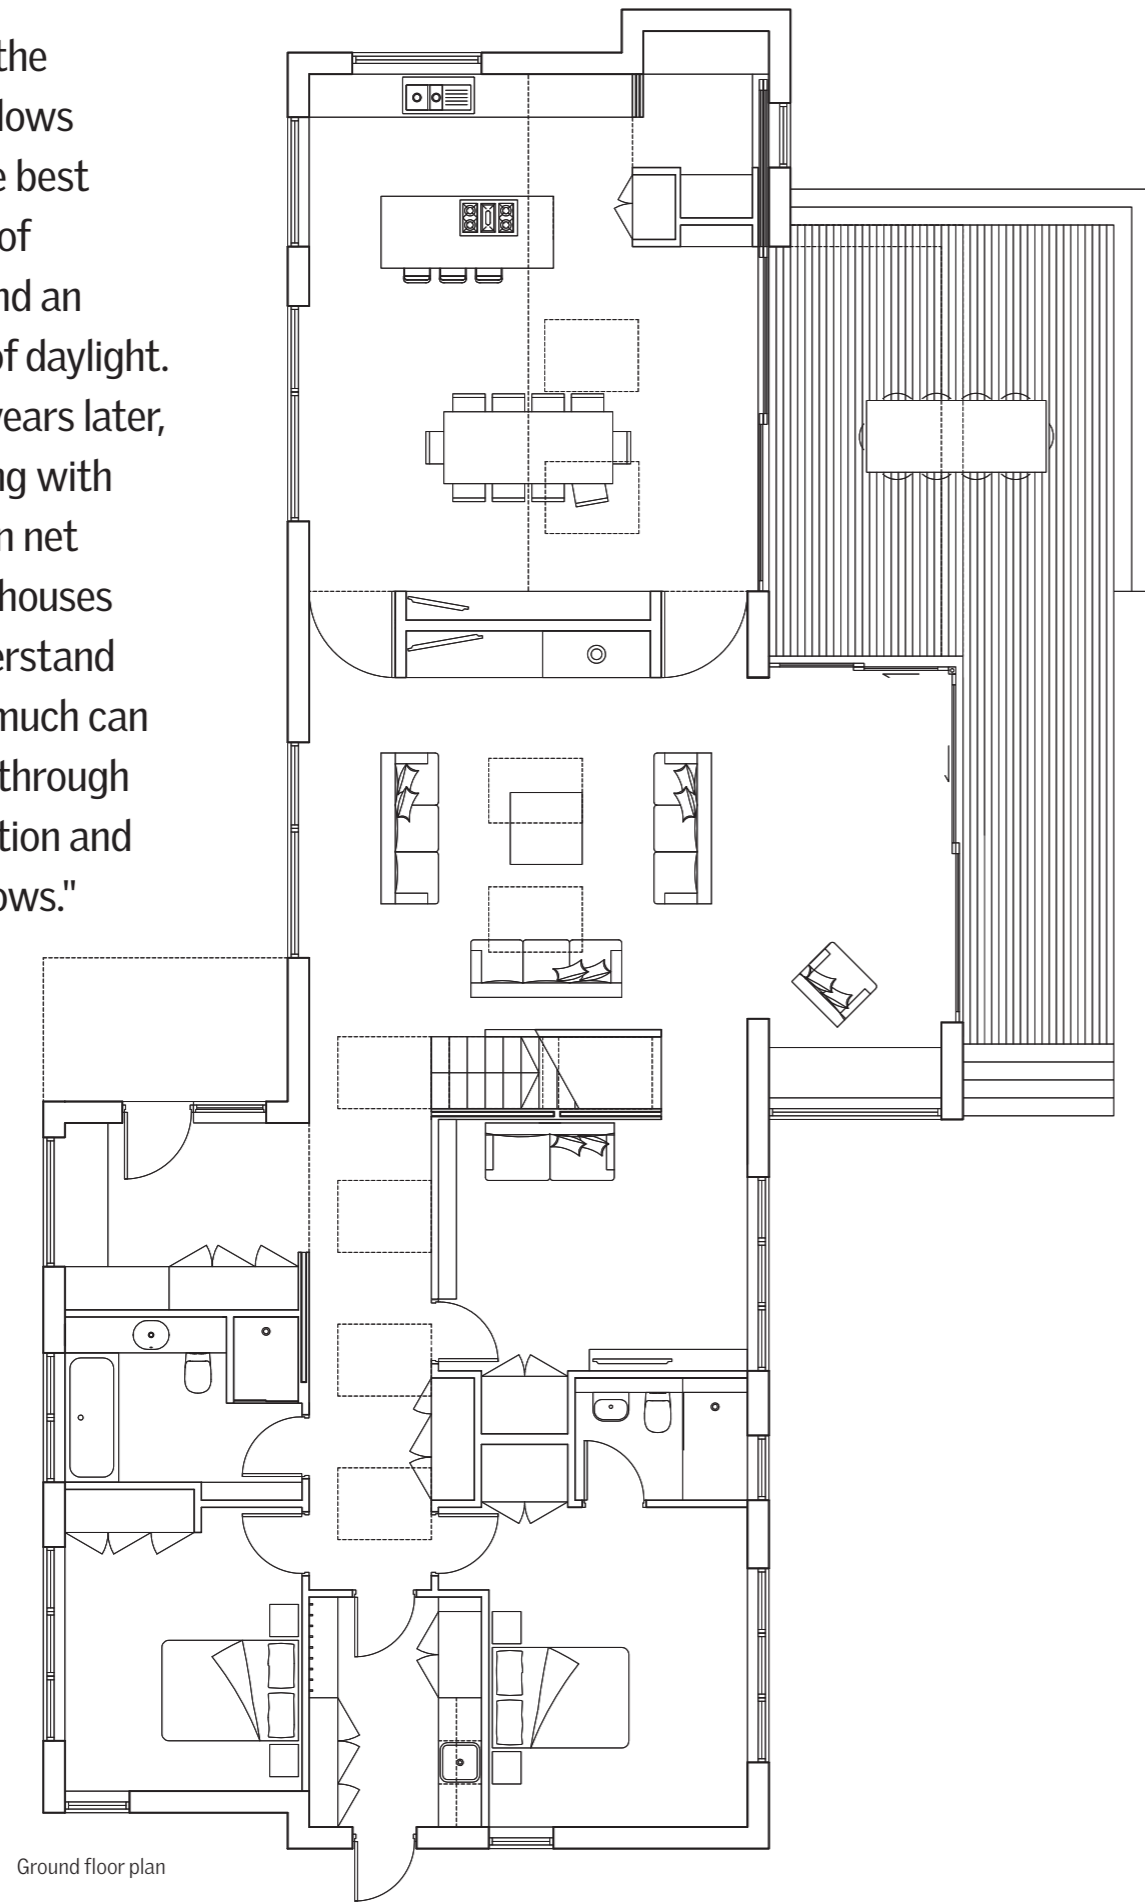 the
lows
best
of
nd an
of daylight.
ears later,
ng with
n net
houses
erstand
much can
through
tion and
ows."
Ground floor plan